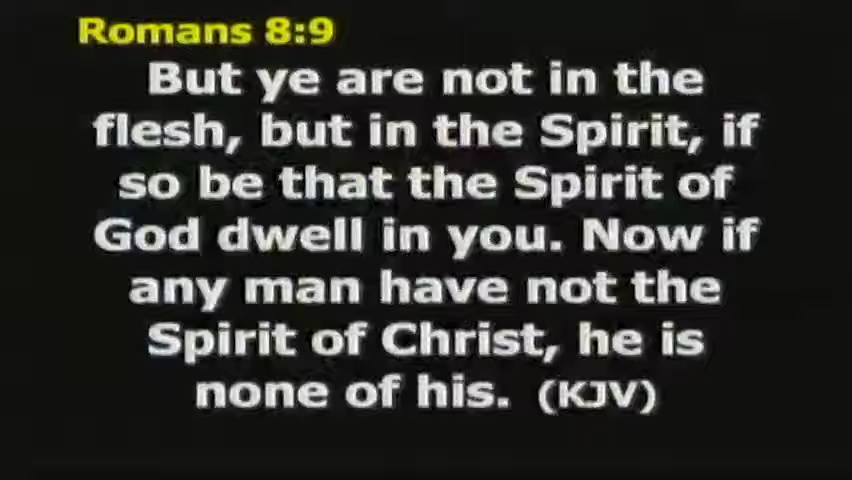 Romans 8:9
But ye are not in the
flesh, but in the Spirit, if
so be that the Spirit of
God dwell in you. Now if
any man have not the
Spirit of Christ, he is
none of his. (KJV)